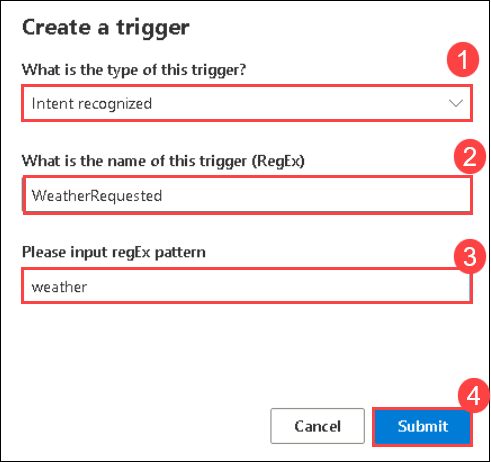 Create a trigger
1
What is the type of this trigger?
Intent recognized
2
What is the name of this trigger (RegEx)
WeatherRequested
3
Please input regEx pattern
weather
4
Cancel Submit